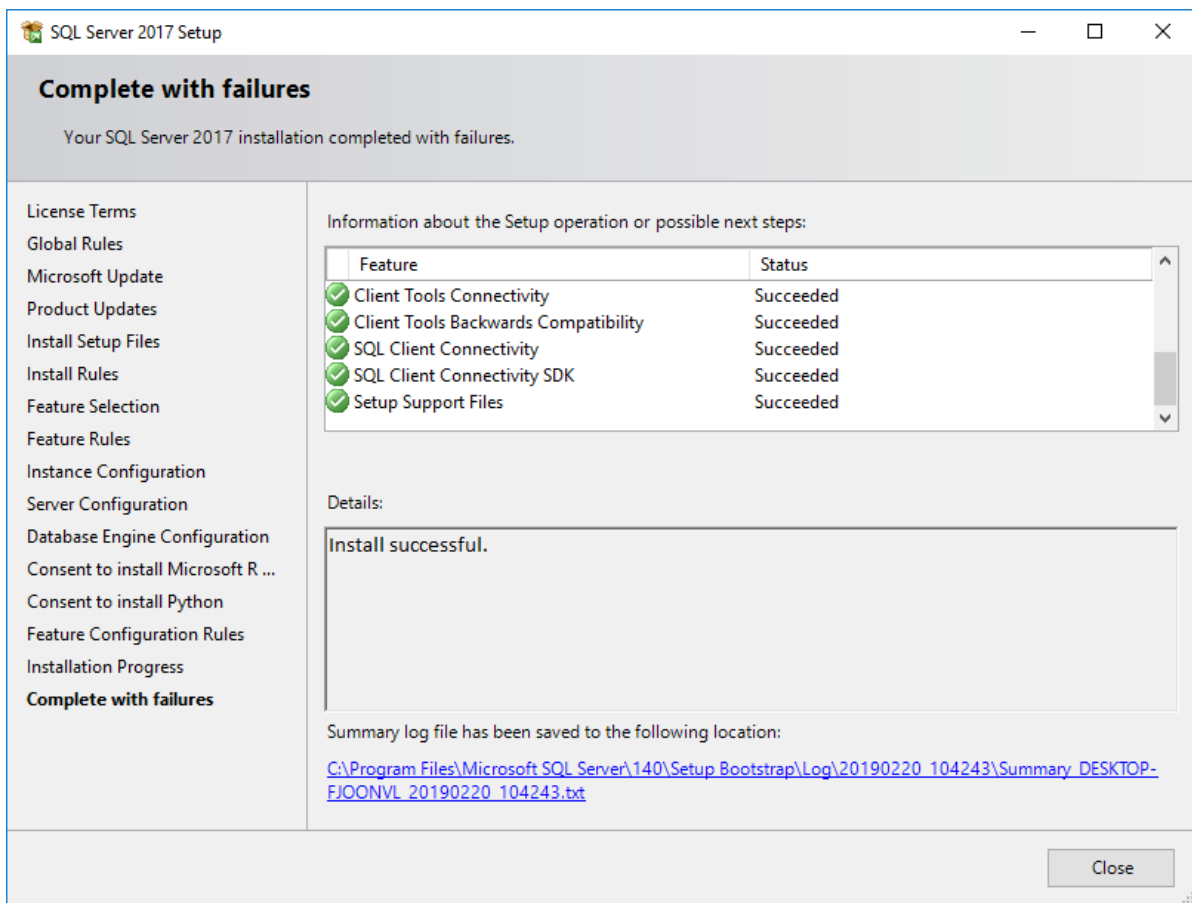 SQL Server 2017 Setup
Complete with failures
Your SQL Server 2017 installation completed with failures.
License Terms
Global Rules
Microsoft Update
Product Updates
Install Setup Files
Install Rules
Feature Selection
Feature Rules
Instance Configuration
Server Configuration
Database Engine Configuration
Consent to install Microsoft R ...
Consent to install Python
Feature Configuration Rules
Installation Progress
Complete with failures
Information about the Setup operation or possible next steps:
Feature Status
Client Tools Connectivity Succeeded
Client Tools Backwards Compatibility Succeeded
SQL Client Connectivity Succeeded
SQL Client Connectivity SDK Succeeded
Setup Support Files Succeeded
Details:
Install successful.
Summary log file has been saved to the following location:
C:\Program Files\Microsoft SQL Server\140\Setup Bootstrap\Log\20190220_104243\Summary_DESKTOP-
FJOONVL_20190220_104243.txt
Close